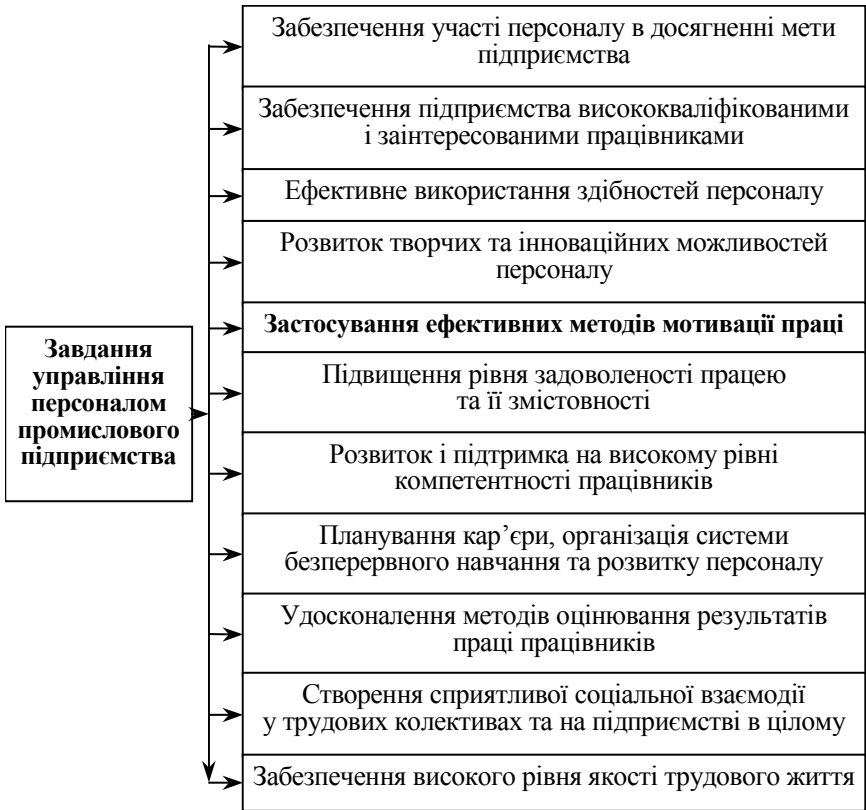 Забезпечення участі персоналу в досягненні мети
підприємства
Забезпечення підприємства висококваліфікованими
і заінтересованими працівниками
Ефективне використання здібностей персоналу
Розвиток творчих та інноваційних можливостей
персоналу
Застосування ефективних методів мотивації праці
Завдання
управління
персоналом
промислового
підприємства
Підвищення рівня задоволеності працею
та її змістовності
Розвиток і підтримка на високому рівні
компетентності працівників
Планування кар’єри, організація системи
безперервного навчання та розвитку персоналу
Удосконалення методів оцінювання результатів
праці працівників
Створення сприятливої соціальної взаємодії
у трудових колективах та на підприємстві в цілому
Забезпечення високого рівня якості трудового життя